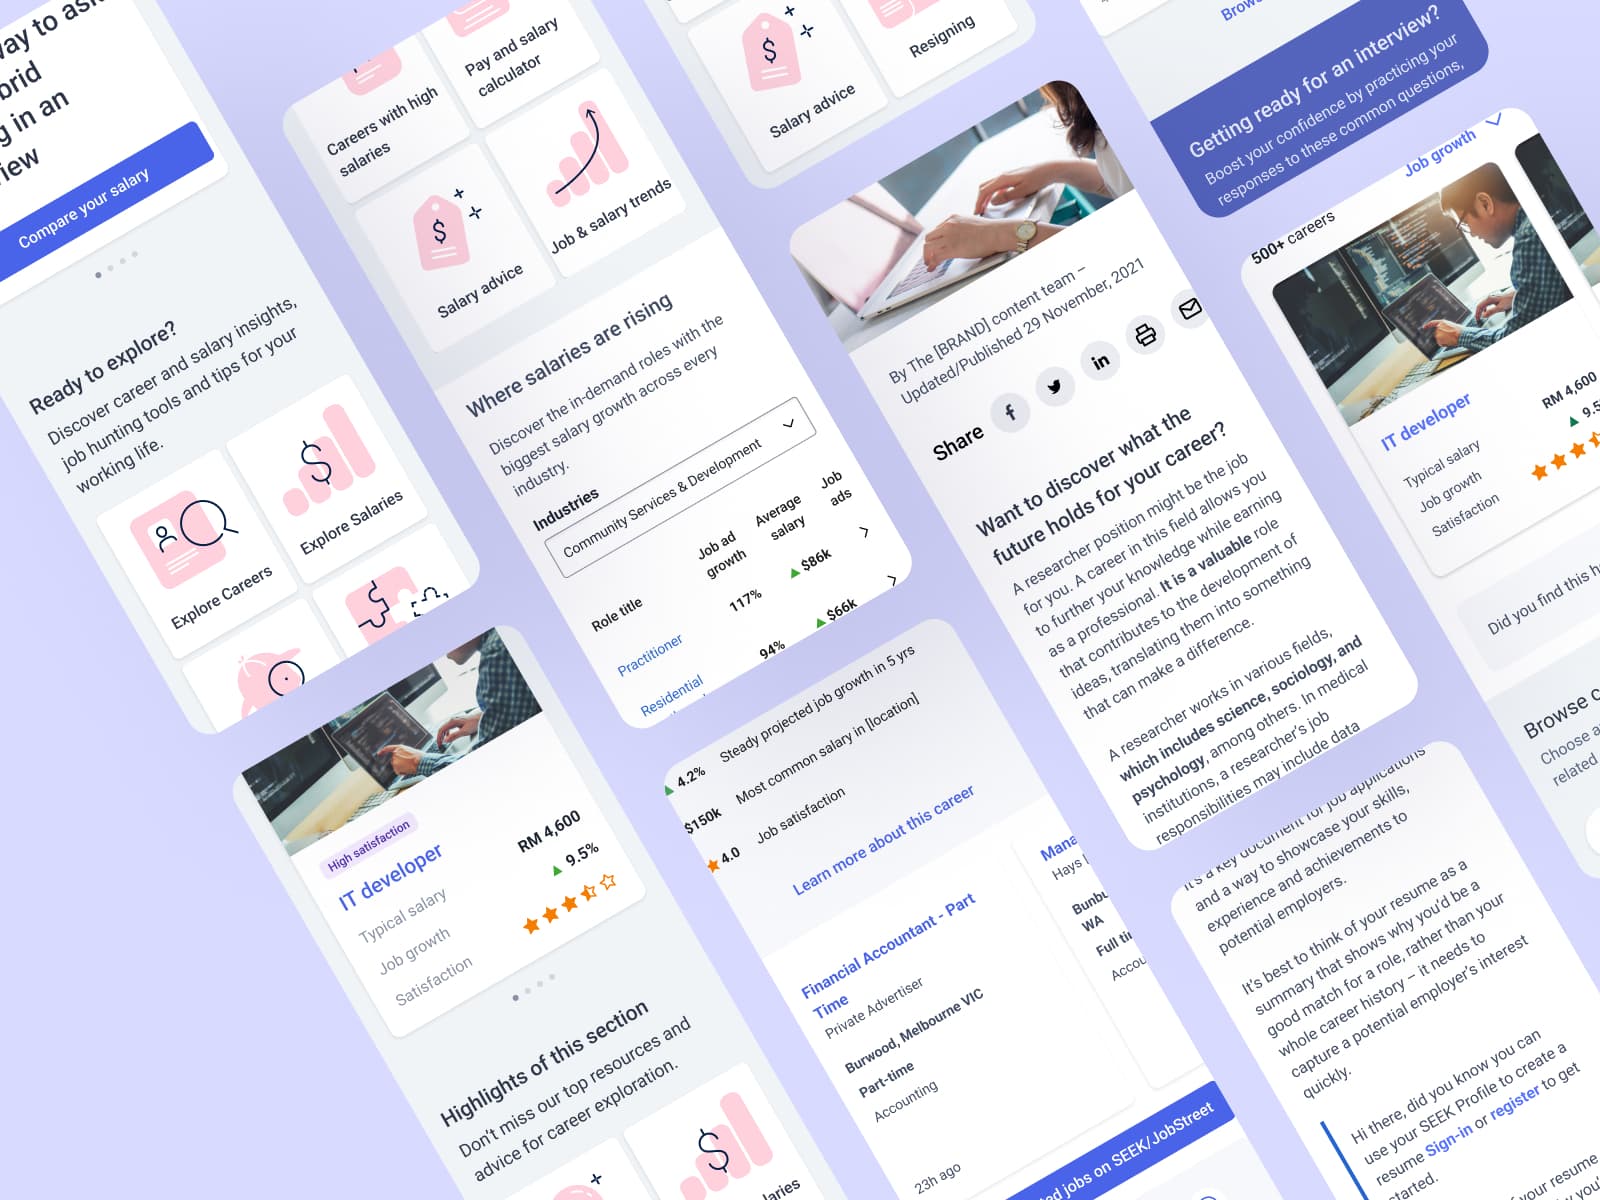 way to ask
brid
g in an
view
Compare your salary
Ready to explore?
Discover career and salary insights,
job hunting tools and tips for your
working life.
Explore Careers
Explore Salaries
Careers with high
salaries
Pay and salary
calculator
$
Salary advice
Job & salary trends
Where salaries are rising
Discover the in-demand roles with the
biggest salary growth across every
industry.
Industries
Community Services & Development
Role title
Job ad
growth
Average
salary
Job
ads
Practitioner
117%
$86k
Residential
94%
$66k
$
Salary advice
Resigning
By The [BRAND] content team –
Updated/Published 29 November, 2021
Share
Want to discover what the
future holds for your career?
A researcher position might be the job
for you. A career in this field allows you
to further your knowledge while earning
as a professional. It is a valuable role
that contributes to the development of
ideas, translating them into something
that can make a difference.
A researcher works in various fields,
which includes science, sociology, and
psychology, among others. In medical
institutions, a researcher's job
responsibilities may include data
Getting ready for an interview?
Boost your confidence by practicing your
responses to these common questions,
Job growth
500+ careers
IT developer
Typical salary
RM 4,600
Job growth
9.5
Satisfaction
Did you find this h
Browse c
Choose a
related
High satisfaction
IT developer
Typical salary
RM 4,600
Job growth
9.5%
Satisfaction
Highlights of this section
Don't miss our top resources and
advice for career exploration.
$
laries
4.2%
Steady projected job growth in 5 yrs
$150k
Most common salary in [location]
4.0
Job satisfaction
Learn more about this career
Financial Accountant - Part
Time
Private Advertiser
Burwood, Melbourne VIC
Part-time
Accounting
23h ago
Mana
Hays
Bunbu
WA
Full ti
Accou
ted jobs on SEEK/JobStreet
It's a key document for job applications
and a way to showcase your skills,
experience and achievements to
potential employers.
It's best to think of your resume as a
summary that shows why you'd be a
good match for a role, rather than your
whole career history – it needs to
capture a potential employer's interest
quickly.
Hi there, did you know you can
use your SEEK Profile to create a
resume Sign-in or register to get
started.
your resume